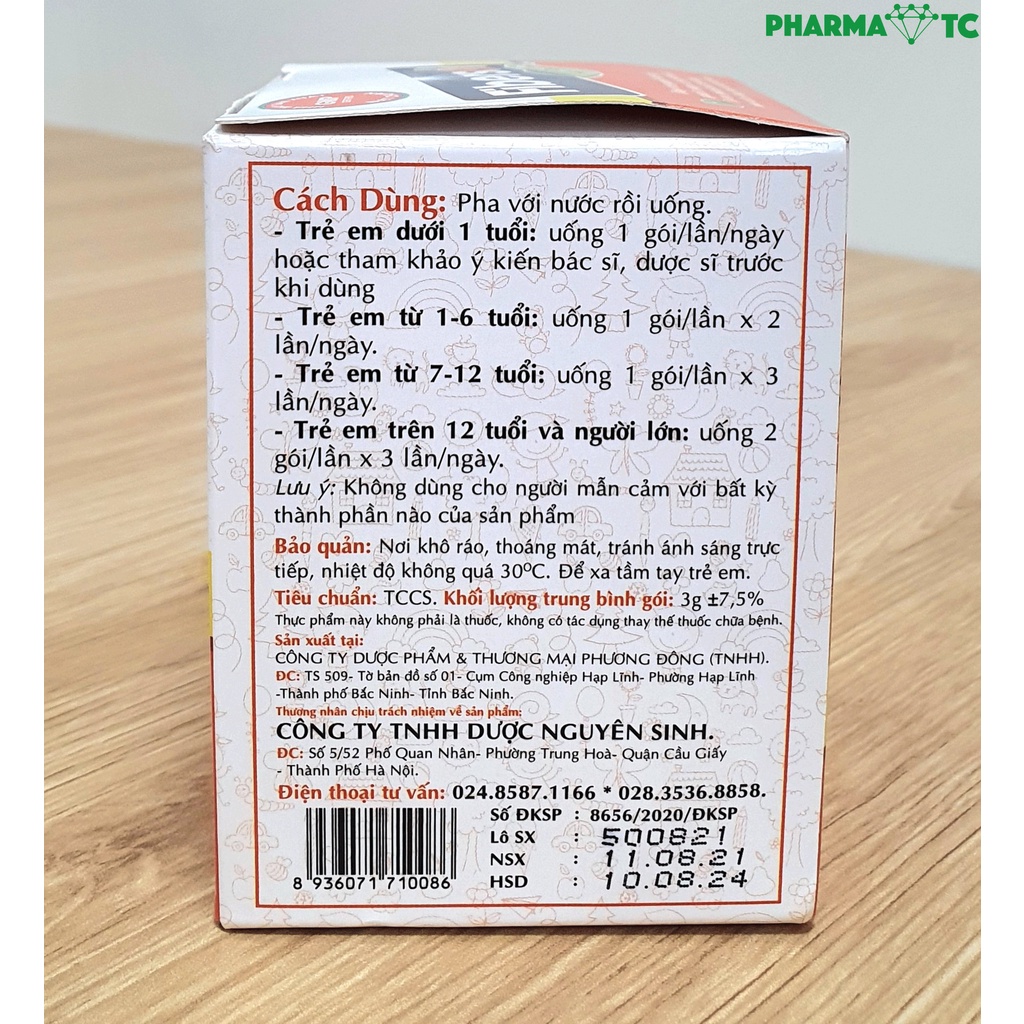 PHARMA TC
Cách Dùng: Pha với nước rồi uống.
- Trẻ em dưới 1 tuổi: uống 1 gói/lần/ngày
hoặc tham khảo ý kiến bác sĩ, dược sĩ trước
khi dùng
- Trẻ em từ 1-6 tuổi: uống 1 gói/lần x 2
lần/ngày.
- Trẻ em từ 7-12 tuổi: uống 1 gói/lần x 3
lần/ngày.
- Trẻ em trên 12 tuổi và người lớn: uống 2
gói/lần x 3 lần/ngày.
Lưu ý: Không dùng cho người mẫn cảm với bất kỳ
thành phần nào của sản phẩm
Bảo quản: Nơi khô ráo, thoáng mát, tránh ánh sáng trực
tiếp, nhiệt độ không quá 30⁰C. Để xa tầm tay trẻ em.
Tiêu chuẩn: TCCS. Khối lượng trung bình gói: 3g ±7,5%
Thực phẩm này không phải là thuốc, không có tác dụng thay thế thuốc chữa bệnh.
Sản xuất tại:
CÔNG TY DƯỢC PHẨM & THƯƠNG MẠI PHƯƠNG ĐÔNG (TNHH).
ĐC: TS 509- Tờ bản đồ số 01- Cụm Công nghiệp Hạp Lĩnh- Phường Hạp Lĩnh
-Thành phố Bắc Ninh- Tỉnh Bắc Ninh.
Thương nhân chịu trách nhiệm về sản phẩm:
CÔNG TY TNHH DƯỢC NGUYÊN SINH.
ĐC: Số 5/52 Phố Quan Nhân- Phường Trung Hoà- Quận Cầu Giấy
- Thành Phố Hà Nội.
Điện thoại tư vấn: 024.8587.1166 * 028.3536.8858.
Số ĐKSP : 8656/2020/ĐKSP
Lô SX : 500821
NSX : 11.08.21
HSD : 10.08.24
8 936071 710086